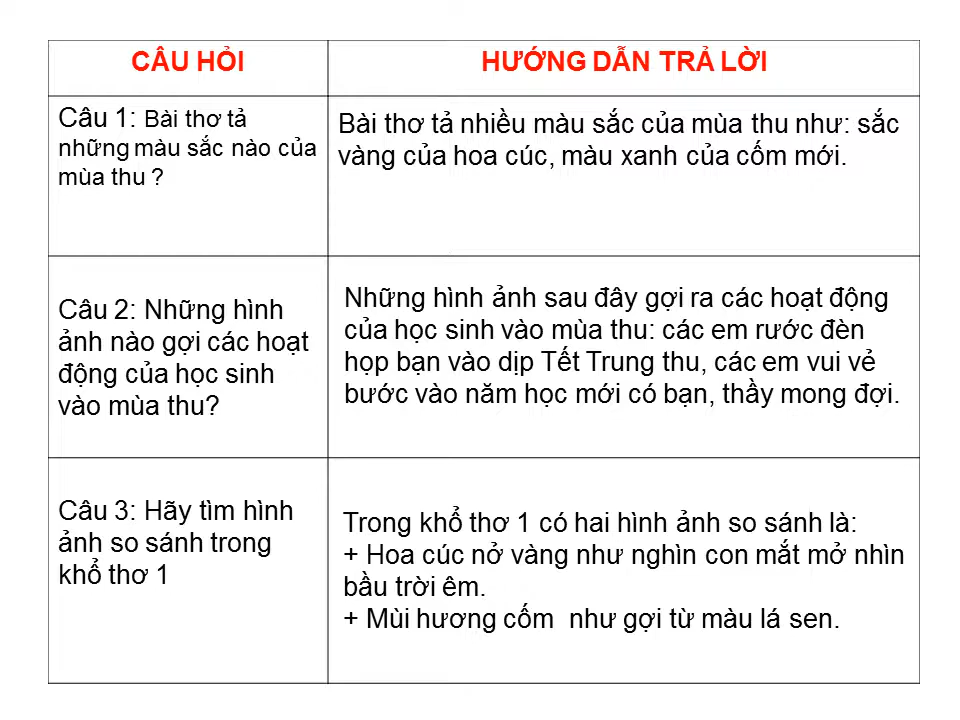 CÂU HỎI
HƯỚNG DẪN TRẢ LỜI
Câu 1: Bài thơ tả
những màu sắc nào của
mùa thu ?
Bài thơ tả nhiều màu sắc của mùa thu như: sắc
vàng của hoa cúc, màu xanh của cốm mới.
Câu 2: Những hình
ảnh nào gợi các hoạt
động của học sinh
vào mùa thu?
Những hình ảnh sau đây gợi ra các hoạt động
của học sinh vào mùa thu: các em rước đèn
họp bạn vào dịp Tết Trung thu, các em vui vẻ
bước vào năm học mới có bạn, thầy mong đợi.
Câu 3: Hãy tìm hình
ảnh so sánh trong
khổ thơ 1
Trong khổ thơ 1 có hai hình ảnh so sánh là:
+ Hoa cúc nở vàng như nghìn con mắt mở nhìn
bầu trời êm.
+ Mùi hương cốm  như gợi từ màu lá sen.